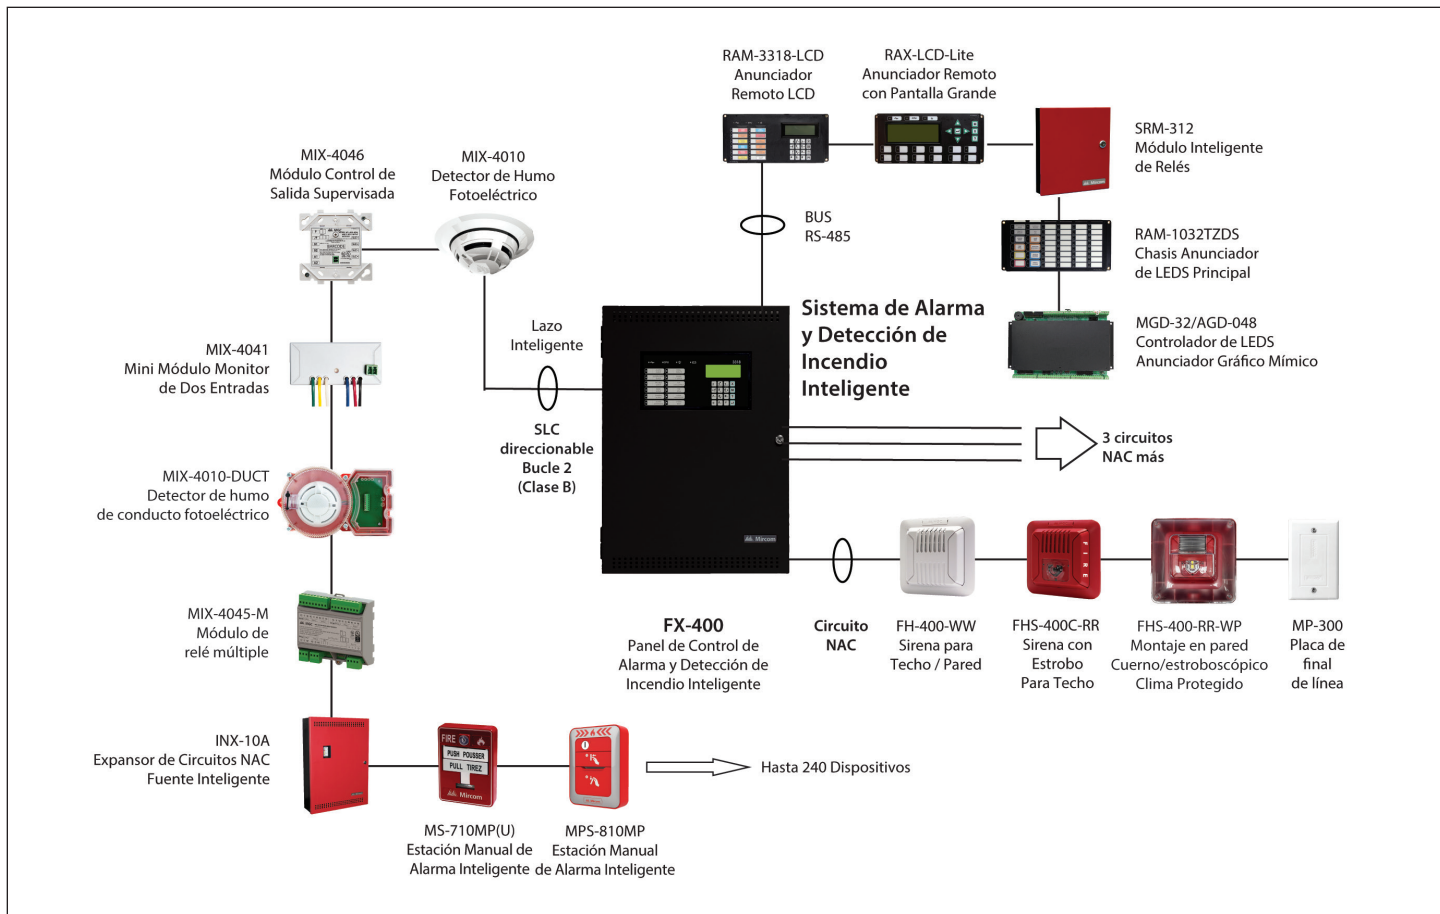 RAM-3318-LCD
Anunciador
Remoto LCD
RAX-LCD-Lite
Anunciador Remoto
con Pantalla Grande
SRM-312
Módulo Inteligente
de Relés
MIX-4046
Módulo Control de
Salida Supervisada
MIX-4010
Detector de Humo
Fotoeléctrico
BUS
RS-485
RAM-1032TZDS
Chasis Anunciador
de LEDS Principal
MGD-32/AGD-048
Controlador de LEDS
Anunciador Gráfico Mímico
Sistema de Alarma
y Detección de
Incendio
Inteligente
Lazo
Inteligente
MIX-4041
Mini Módulo Monitor
de Dos Entradas
SLC
direccionable
Bucle 2
(Clase B)
3 circuitos
NAC más
MIX-4010-DUCT
Detector de humo
de conducto fotoeléctrico
Mircom
FIRE
MIX-4045-M
Módulo de
relé múltiple
FX-400
Panel de Control de
Alarma y Detección de
Incendio Inteligente
Circuito
NAC
FH-400-WW
Sirena para
Techo / Pared
FHS-400C-RR
Sirena con
Estrobo
Para Techo
FHS-400-RR-WP
Montaje en pared
Cuerno/estroboscópico
Clima Protegido
MP-300
Placa de
final
de línea
INX-10A
Expansor de Circuitos NAC
Fuente Inteligente
FIRE
PUSH POUSSER
PULL TIREZ
Mircom
Hasta 240 Dispositivos
MS-710MP(U)
Estación Manual de
Alarma Inteligente
MPS-810MP
Estación Manual
de Alarma Inteligente